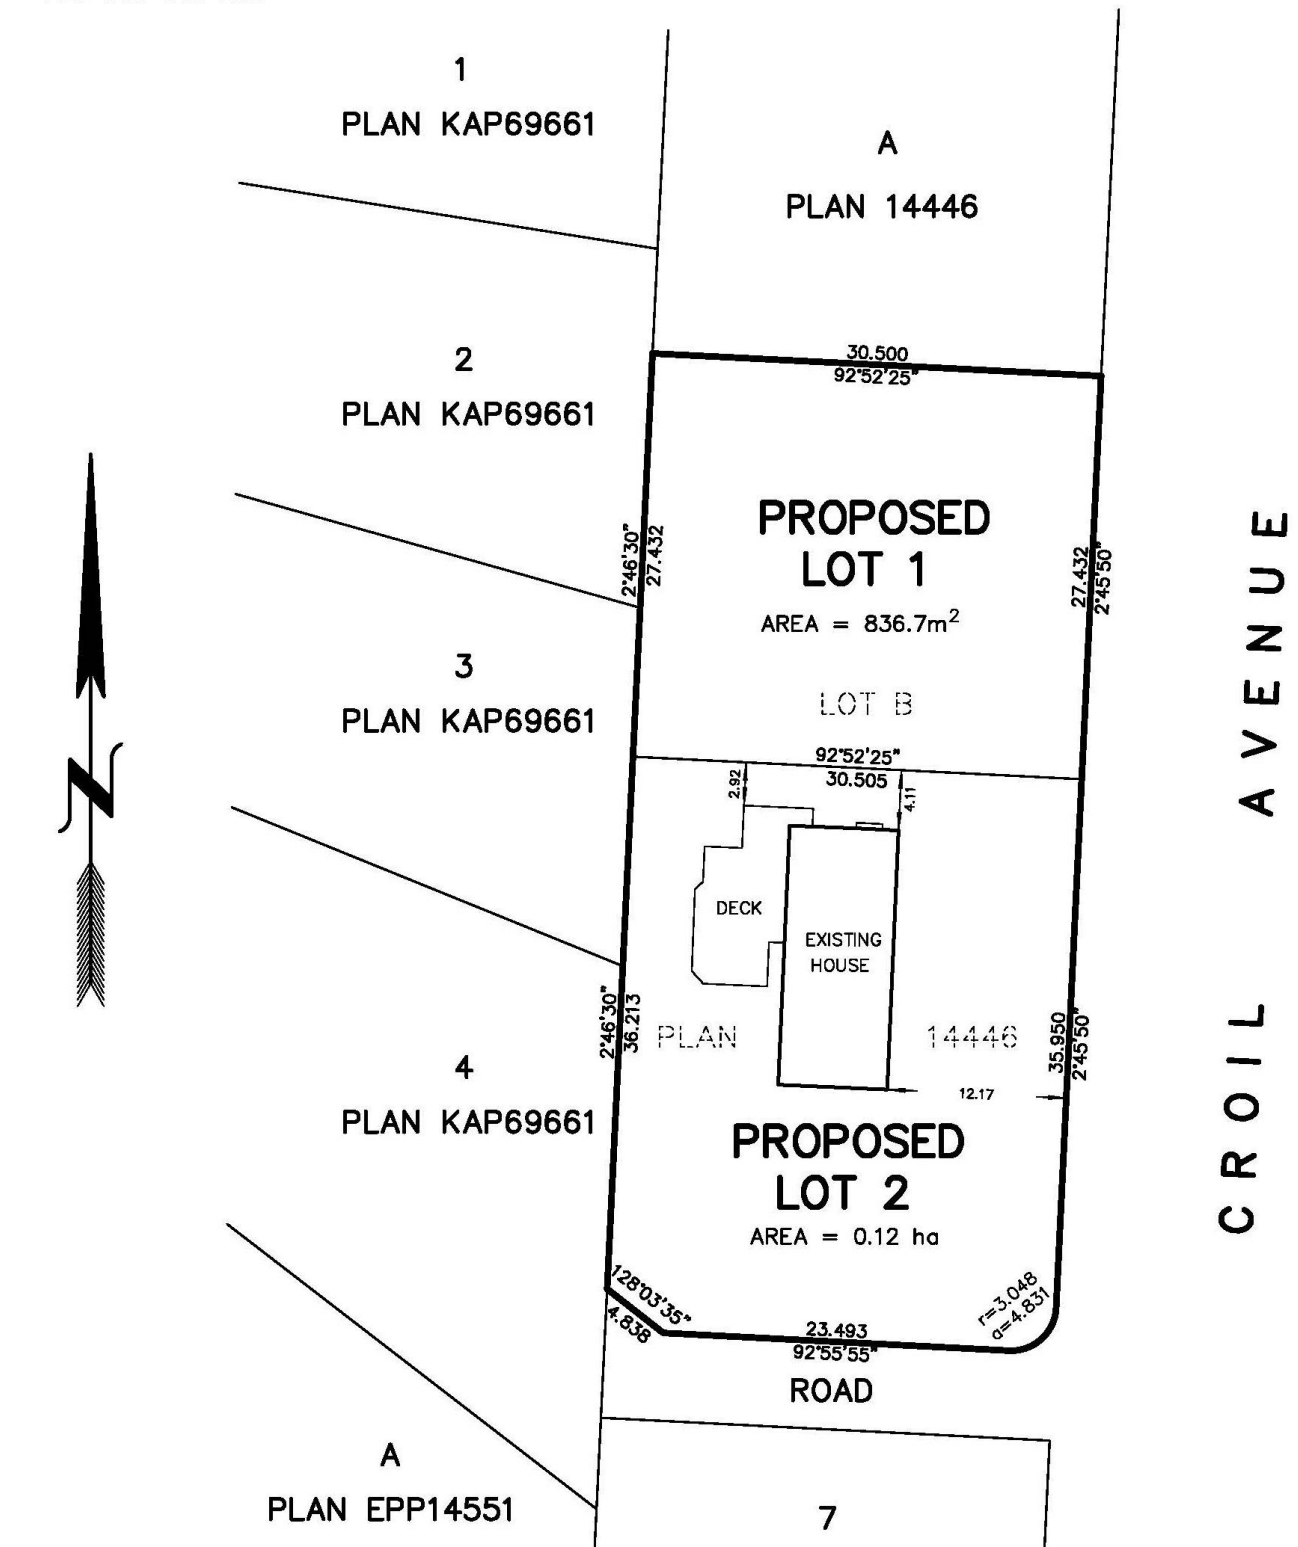 1
PLAN KAP69661
A
PLAN 14446
2
PLAN KAP69661
30.500
92°52'25"
PROPOSED
LOT 1
AREA = 836.7m²
2°46'30"
27.432
27.432
2°45'50"
LOT B
3
PLAN KAP69661
92°52'25"
30.505
2.92
4.11
DECK
EXISTING
HOUSE
N
2°46'30"
36.213
PLAN 14446
35.950
2°45'50"
12.17
4
PLAN KAP69661
PROPOSED
LOT 2
AREA = 0.12 ha
128°03'35"
4.838
r=3.048
a=4.831
23.493
92°55'55"
ROAD
CROIL AVENUE
A
PLAN EPP14551
7